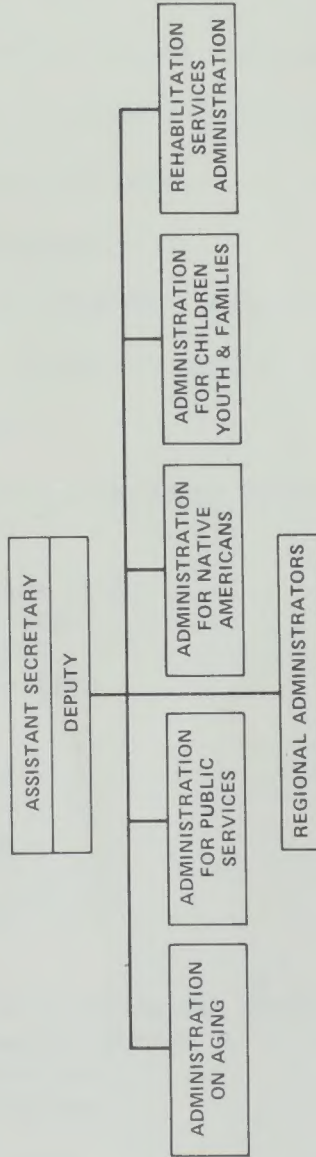 ASSISTANT SECRETARY
DEPUTY
ADMINISTRATION
ON AGING
ADMINISTRATION
FOR PUBLIC
SERVICES
ADMINISTRATION
FOR NATIVE
AMERICANS
ADMINISTRATION
FOR CHILDREN
YOUTH & FAMILIES
REHABILITATION
SERVICES
ADMINISTRATION
REGIONAL ADMINISTRATORS